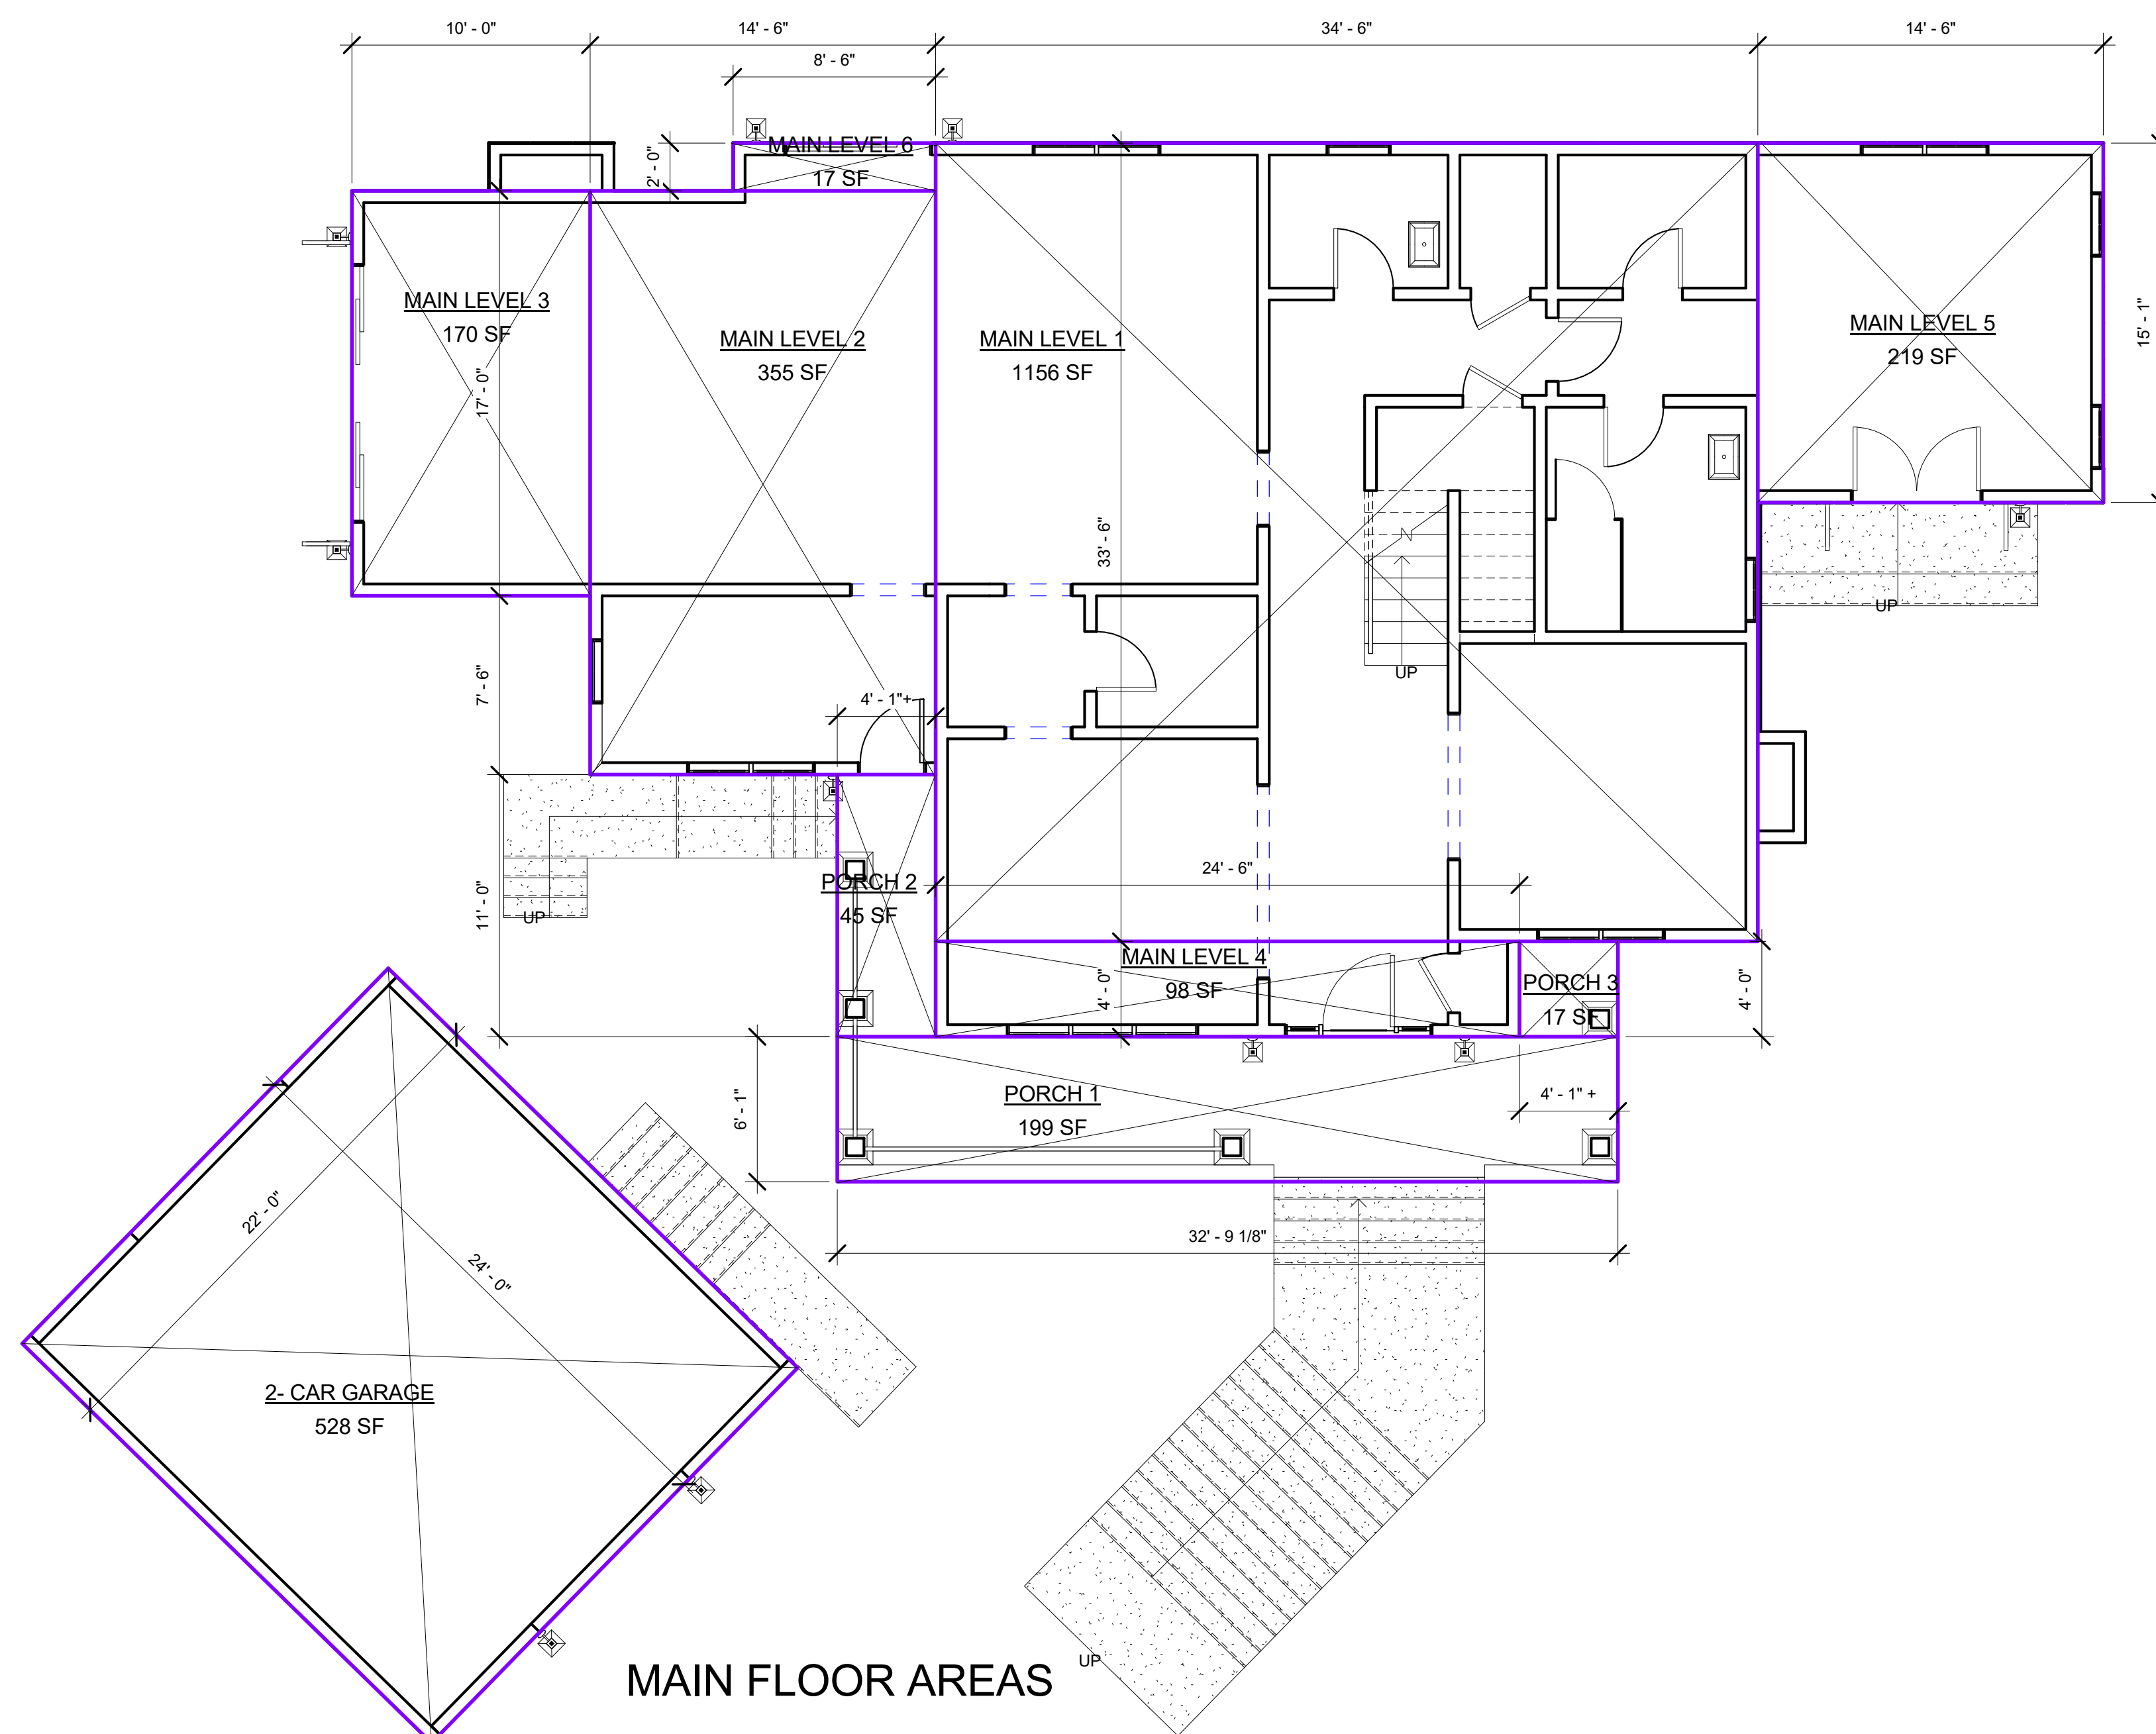 10' - 0"
14' - 6"
34' - 6"
14' - 6"
8' - 6"
2' - 0"
MAIN LEVEL 6
17 SF
MAIN LEVEL 3
170 SF
17' - 0"
MAIN LEVEL 2
355 SF
MAIN LEVEL 1
1156 SF
MAIN LEVEL 5
219 SF
15' - 1"
33' - 6"
UP
UP
7' - 6"
4' - 1"+
24' - 6"
PORCH 2
45 SF
11' - 0"
UP
MAIN LEVEL 4
98 SF
4' - 0"
PORCH 3
17 SF
4' - 0"
PORCH 1
199 SF
6' - 1"
4' - 1" +
32' - 9 1/8"
22' - 0"
24' - 0"
2- CAR GARAGE
528 SF
UP
MAIN FLOOR AREAS